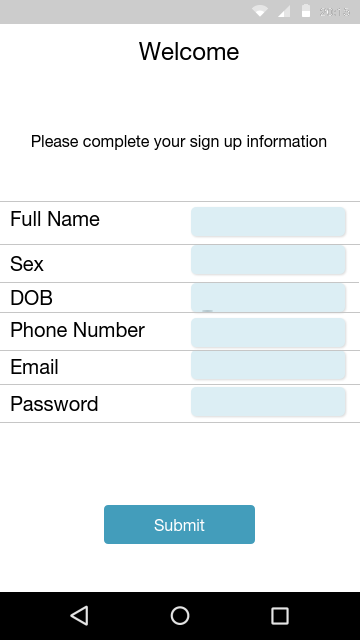 Welcome
Please complete your sign up information
Full Name
Sex
DOB
Phone Number
Email
Password
Submit